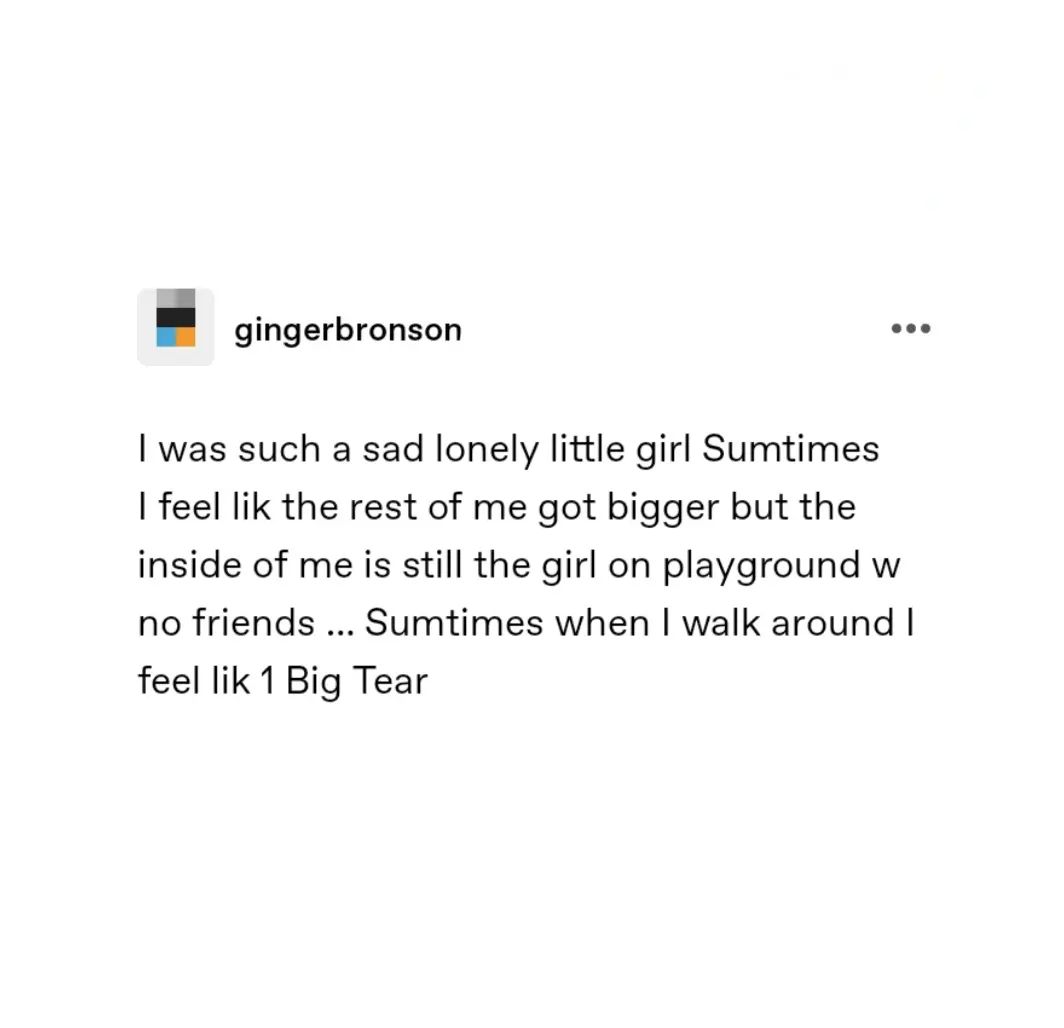 gingerbronson
I was such a sad lonely little girl Sumtimes
I feel lik the rest of me got bigger but the
inside of me is still the girl on playground w
no friends ... Sumtimes when I walk around I
feel lik 1 Big Tear